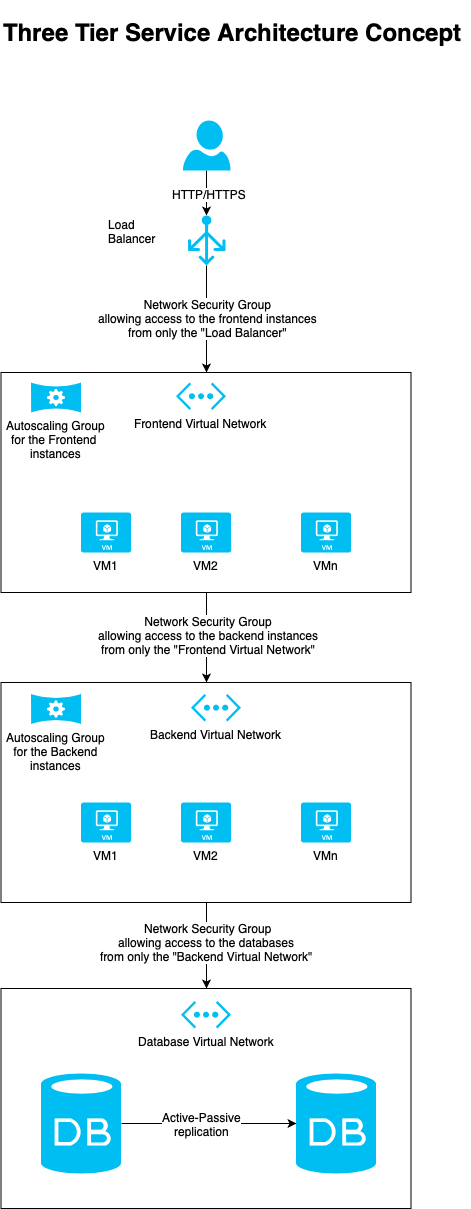 Three Tier Service Architecture Concept
HTTP/HTTPS
Load
Balancer
Network Security Group
allowing access to the frontend instances
from only the "Load Balancer"
Autoscaling Group
for the Frontend
instances
Frontend Virtual Network
VM
VM
VM
VM1
VM2
VMn
Network Security Group
allowing access to the backend instances
from only the "Frontend Virtual Network"
Autoscaling Group
for the Backend
instances
Backend Virtual Network
VM
VM
VM
VM1
VM2
VMn
Network Security Group
allowing access to the databases
from only the "Backend Virtual Network"
Database Virtual Network
DB
Active-Passive
replication
DB